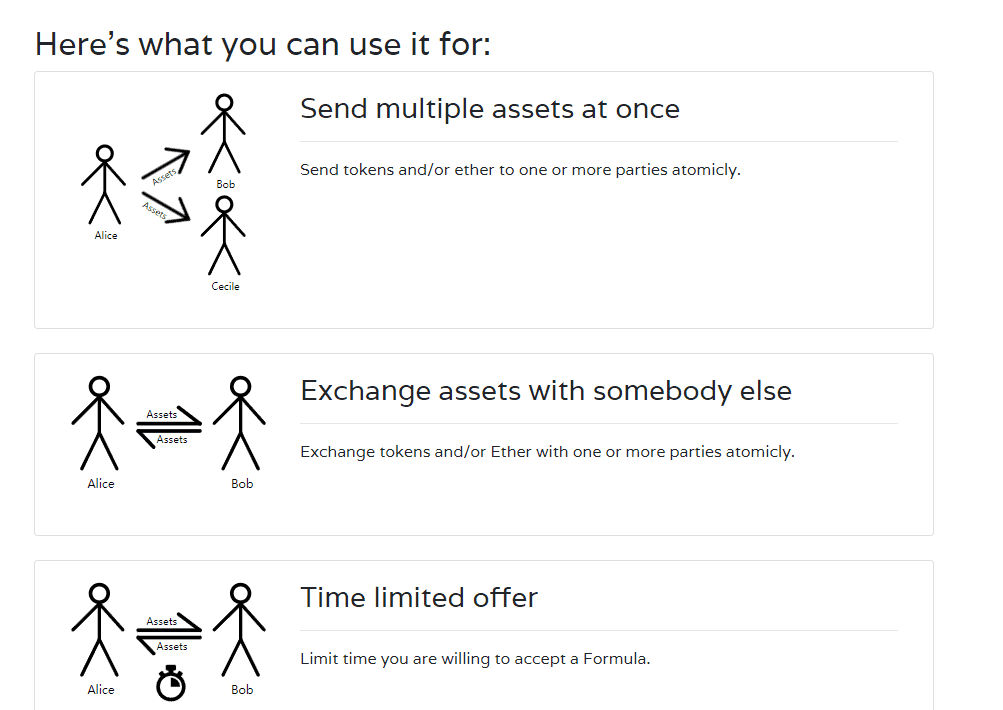 Here's what you can use it for:
Send multiple assets at once
Send tokens and/or ether to one or more parties atomicly.
Assets
Assets
Alice
Bob
Cecile
Exchange assets with somebody else
Exchange tokens and/or Ether with one or more parties atomicly.
Assets
Assets
Alice
Bob
Time limited offer
Limit time you are willing to accept a Formula.
Assets
Assets
Alice
Bob